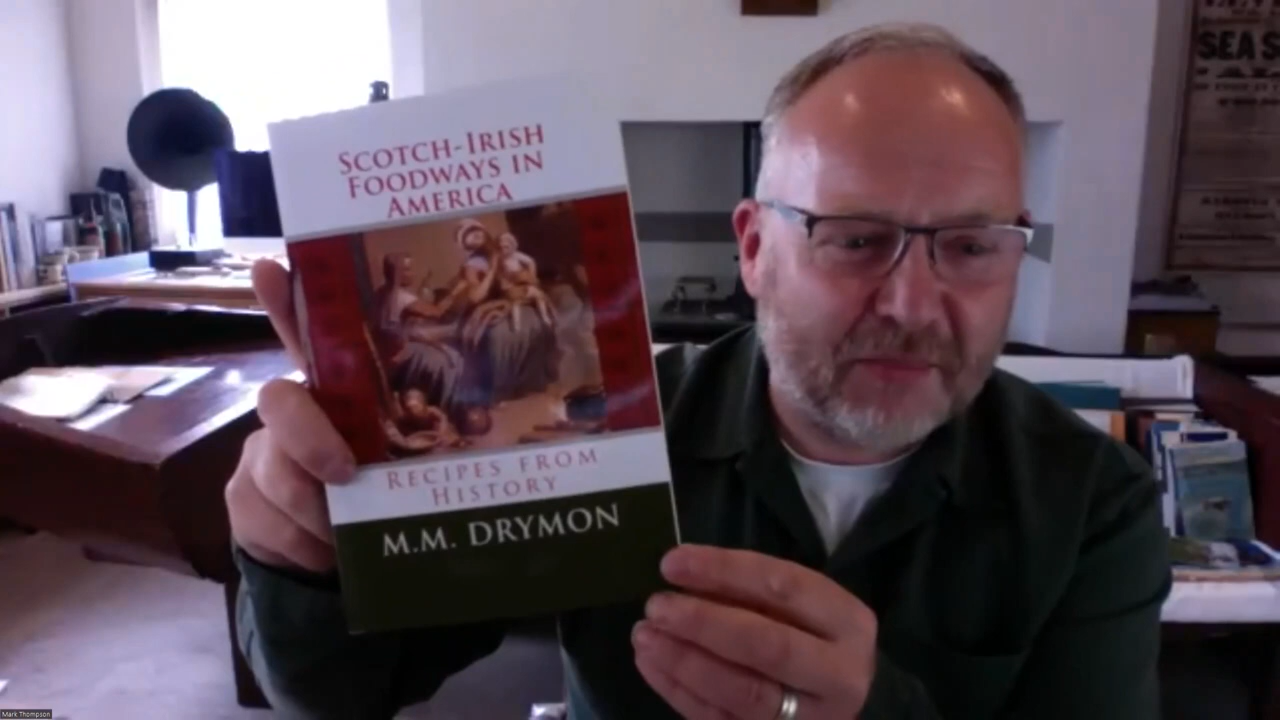 SCOTCH-IRISH
FOODWAYS IN
AMERICA
RECIPES FROM
HISTORY
M.M. DRYMON
SEA S
Mark Thompson